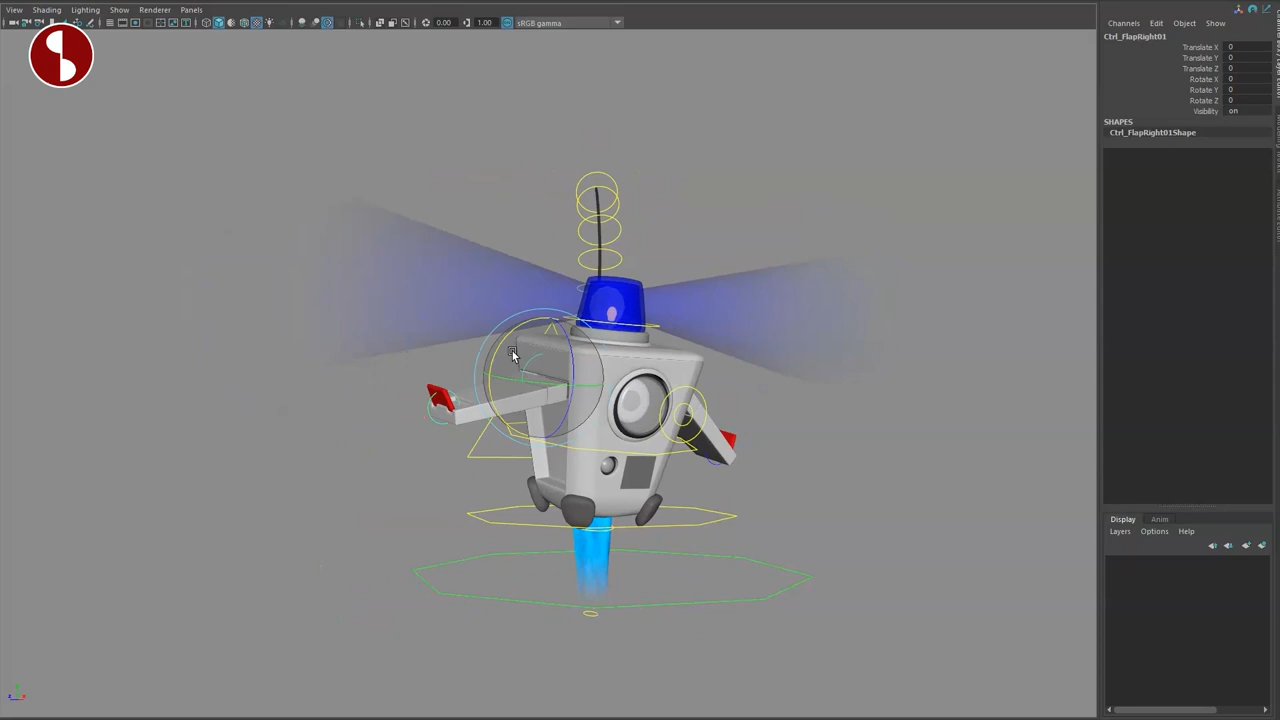 View Shading Lighting Show Renderer Panels
0.00 1.00 sRGB gamma
Channels Edit Object Show
Ctrl_FlapRight01
Translate X 0
Translate Y 0
Translate Z 0
Rotate X 0
Rotate Y 0
Rotate Z 0
Visibility on
SHAPES
Ctrl_FlapRight01Shape
Display Anim
Layers Options Help